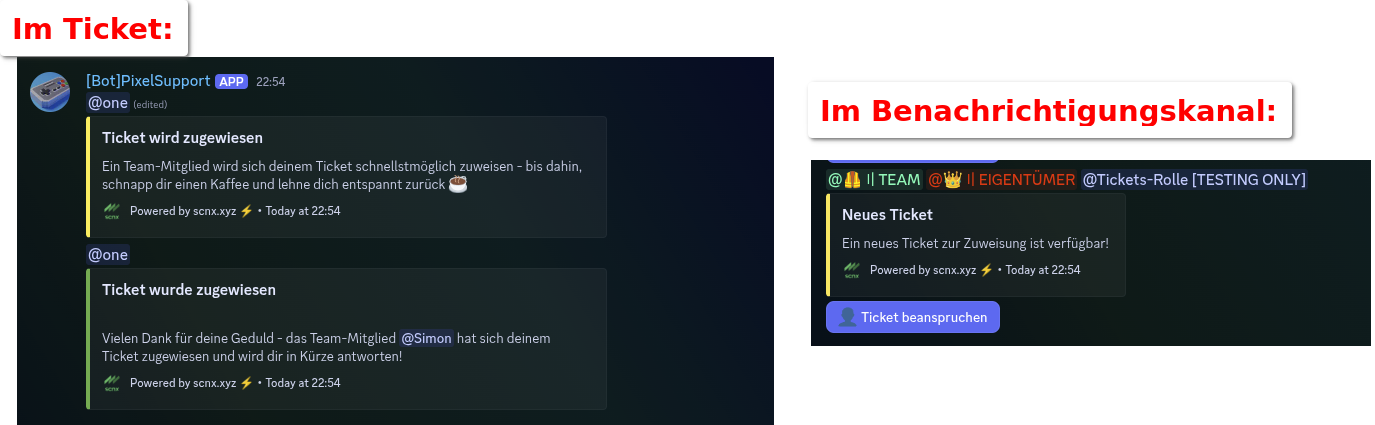 Im Ticket:
[Bot]PixelSupport APP 22:54
@one (edited)
Ticket wird zugewiesen
Ein Team-Mitglied wird sich deinem Ticket schnellstmöglich zuweisen - bis dahin,
schnapp dir einen Kaffee und lehne dich entspannt zurück ☕
scnx Powered by scnx.xyz ⚡ • Today at 22:54
@one
Ticket wurde zugewiesen
Vielen Dank für deine Geduld - das Team-Mitglied @Simon hat sich deinem
Ticket zugewiesen und wird dir in Kürze antworten!
scnx Powered by scnx.xyz ⚡ • Today at 22:54
Im Benachrichtigungskanal:
@🦺 〢 TEAM @👑 〢 EIGENTÜMER @Tickets-Rolle [TESTING ONLY]
Neues Ticket
Ein neues Ticket zur Zuweisung ist verfügbar!
scnx Powered by scnx.xyz ⚡ • Today at 22:54
👤 Ticket beanspruchen